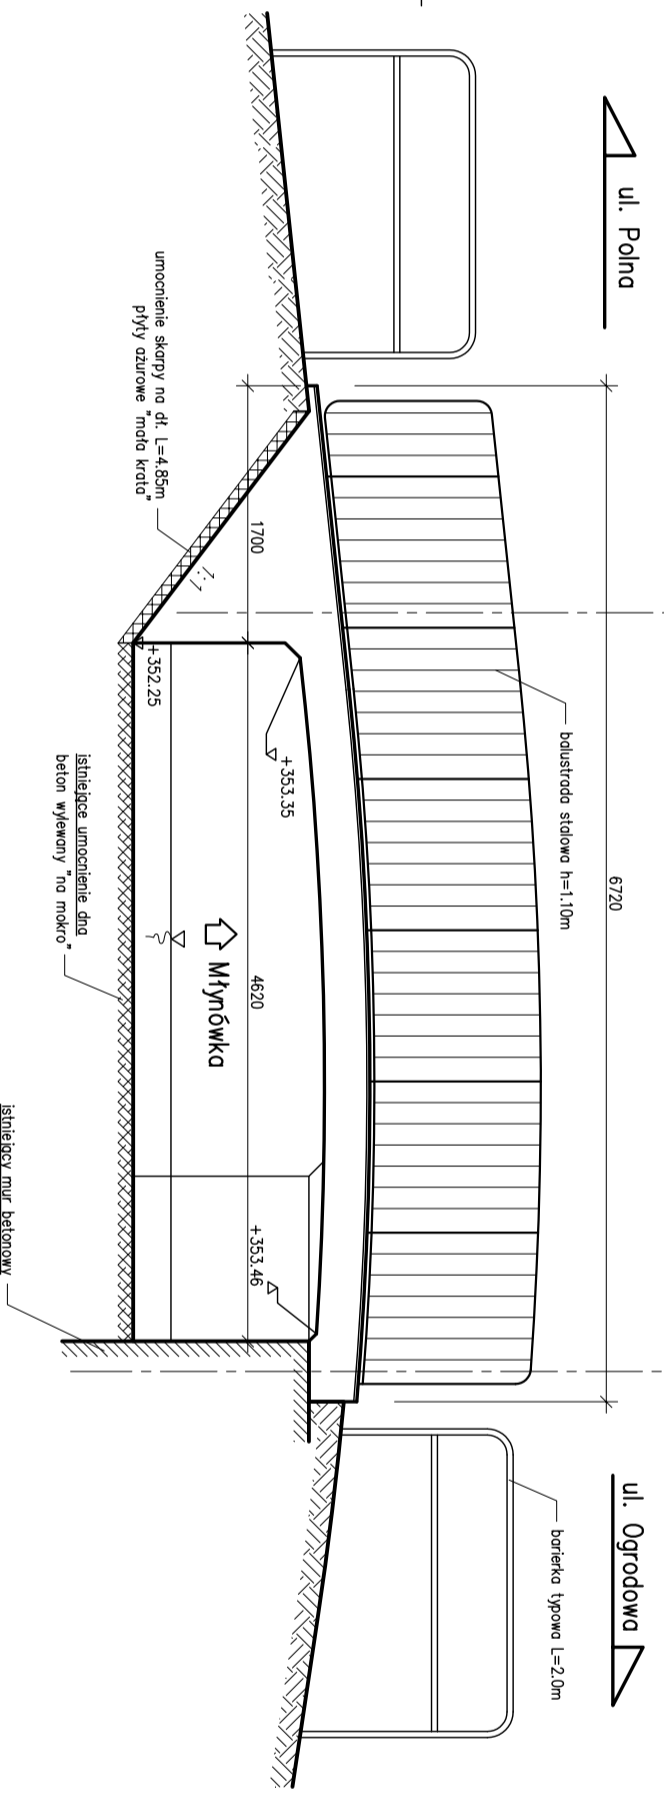 ul. Polna
ul. Ogrodowa
6720
balustrada stalowa h=1.10m
barierka typowa L=2.0m
umocnienie skarpy na dł. L=4.85m
płyty ażurowe "mała krata"
1700
4620
+352.25
+353.35
+353.46
Młynówka
istniejące umocnienie dna
beton wylewany "na mokro"
istniejący mur betonowy